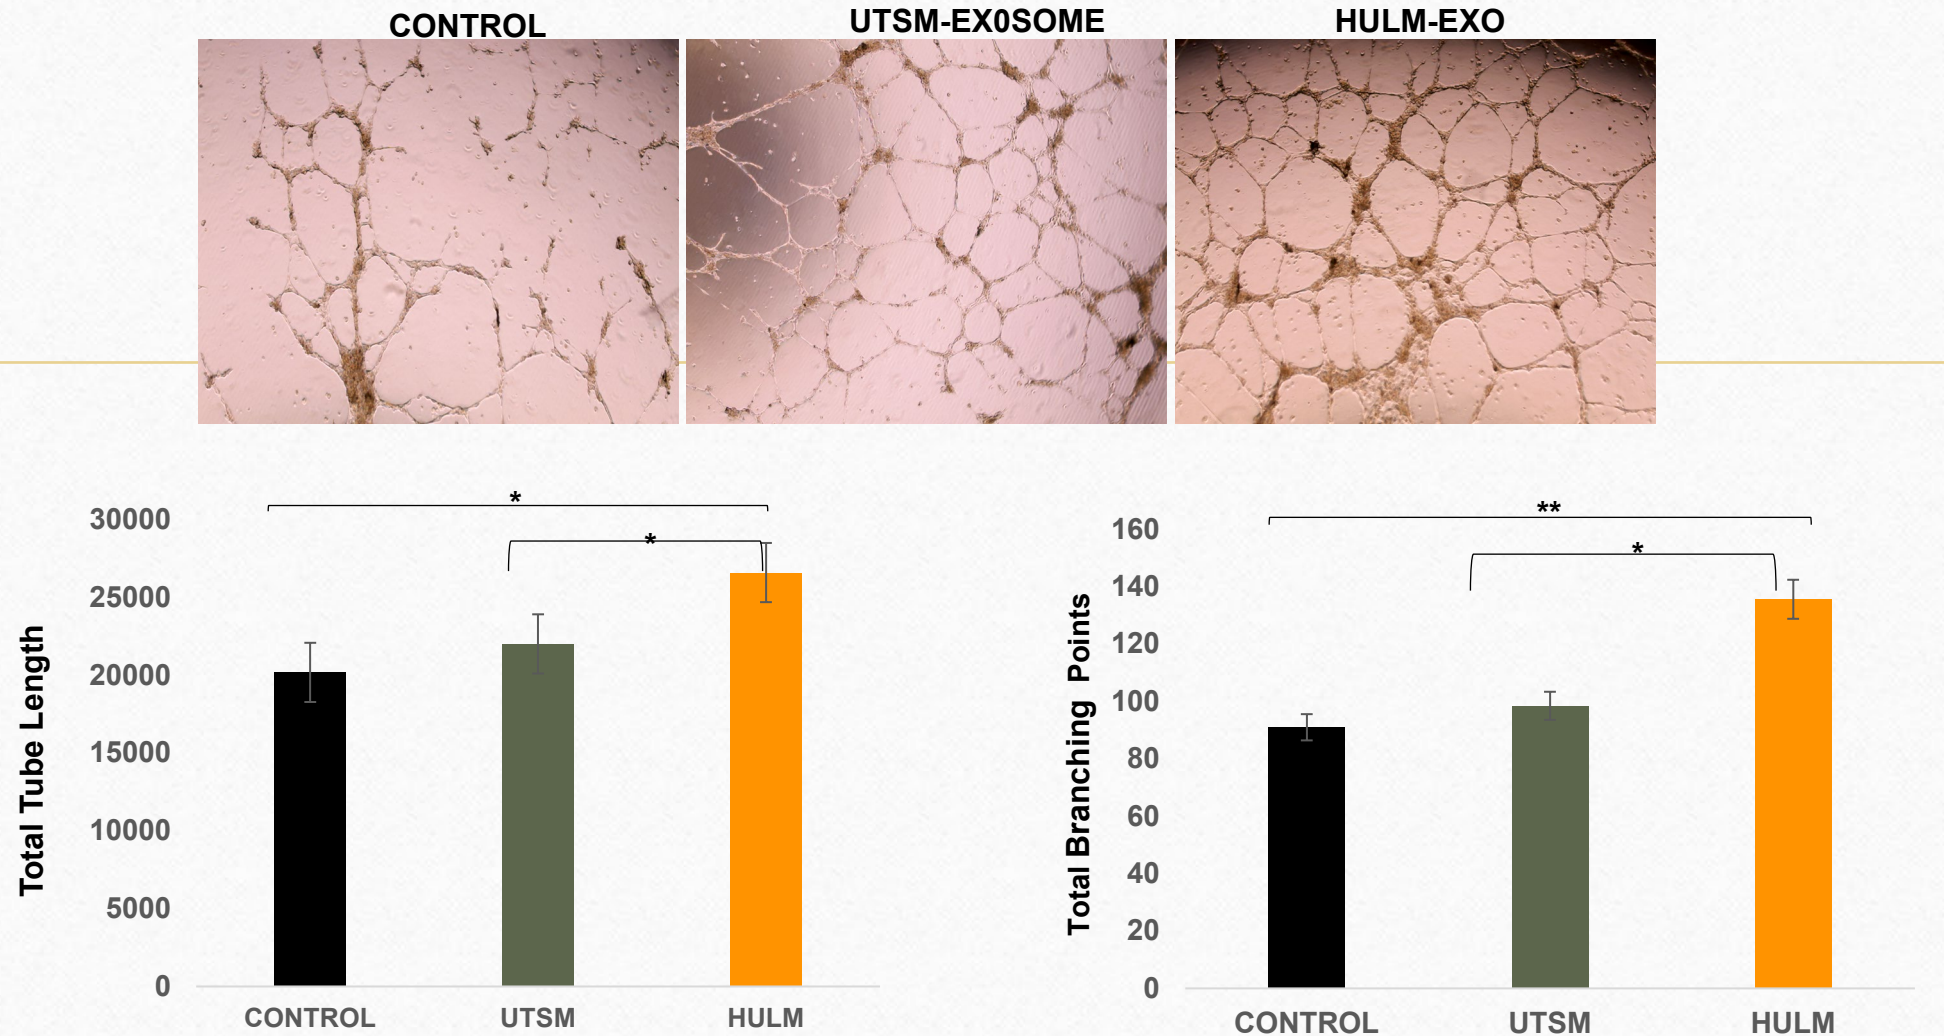 CONTROL
UTSM-EX0SOME
HULM-EXO
*
*
30000
25000
20000
15000
10000
5000
0
Total Tube Length
CONTROL
UTSM
HULM
**
*
160
140
120
100
80
60
40
20
0
Total Branching Points
CONTROL
UTSM
HULM